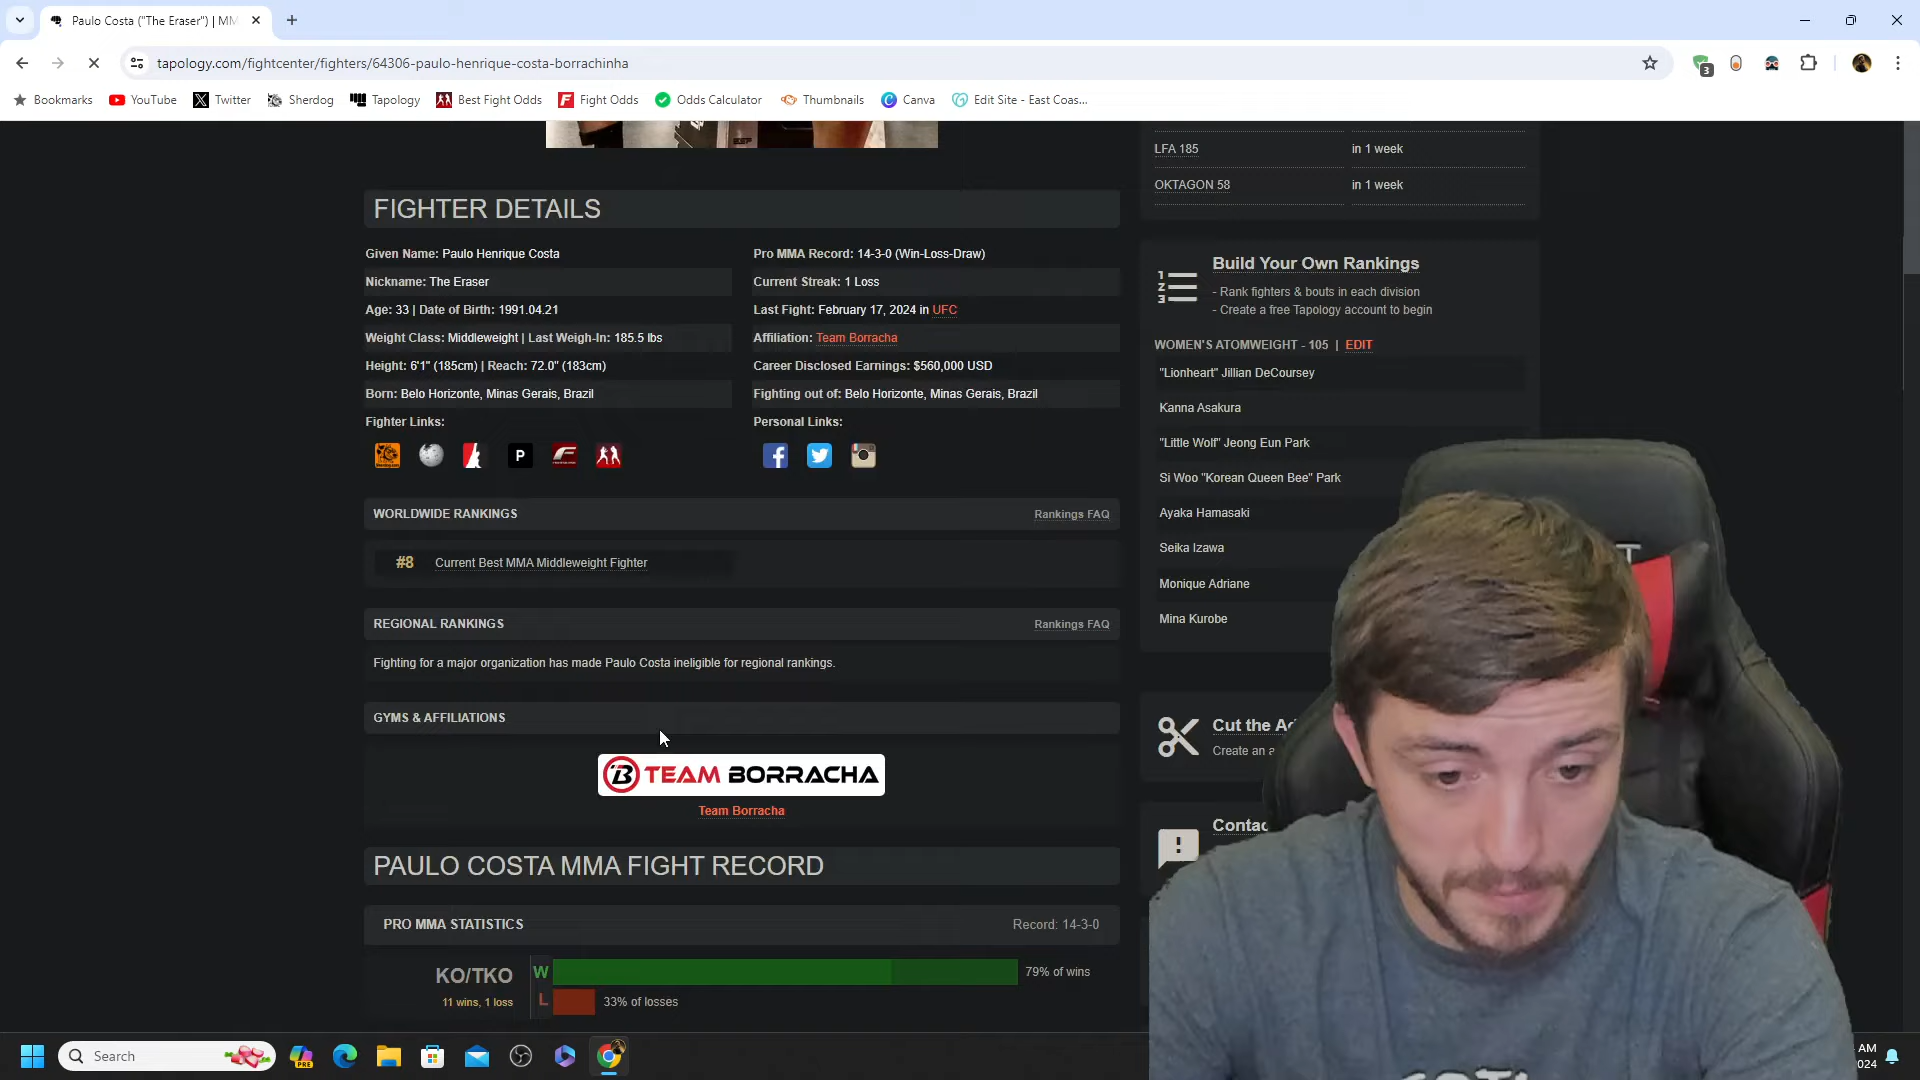 Paulo Costa ("The Eraser") | MM
tapology.com/fightcenter/fighters/64306-paulo-henrique-costa-borrachinha
3
Bookmarks YouTube Twitter Sherdog Tapology Best Fight Odds Fight Odds Odds Calculator Thumbnails Canva Edit Site - East Coas...
LFA 185 in 1 week
OKTAGON 58 in 1 week
FIGHTER DETAILS
Given Name: Paulo Henrique Costa
Pro MMA Record: 14-3-0 (Win-Loss-Draw)
Nickname: The Eraser
Current Streak: 1 Loss
Age: 33 | Date of Birth: 1991.04.21
Last Fight: February 17, 2024 in UFC
Weight Class: Middleweight | Last Weigh-In: 185.5 lbs
Affiliation: Team Borracha
Height: 6'1" (185cm) | Reach: 72.0" (183cm)
Career Disclosed Earnings: $560,000 USD
Born: Belo Horizonte, Minas Gerais, Brazil
Fighting out of: Belo Horizonte, Minas Gerais, Brazil
Fighter Links:
Personal Links:
P
WORLDWIDE RANKINGS Rankings FAQ
#8 Current Best MMA Middleweight Fighter
REGIONAL RANKINGS Rankings FAQ
Fighting for a major organization has made Paulo Costa ineligible for regional rankings.
GYMS & AFFILIATIONS
TEAM BORRACHA
Team Borracha
PAULO COSTA MMA FIGHT RECORD
PRO MMA STATISTICS Record: 14-3-0
KO/TKO W 79% of wins
11 wins, 1 loss L 33% of losses
Build Your Own Rankings
- Rank fighters & bouts in each division
- Create a free Tapology account to begin
WOMEN'S ATOMWEIGHT - 105 | EDIT
"Lionheart" Jillian DeCoursey
Kanna Asakura
"Little Wolf" Jeong Eun Park
Si Woo "Korean Queen Bee" Park
Ayaka Hamasaki
Seika Izawa
Monique Adriane
Mina Kurobe
Cut the
Create an a
Contac
Search
PRE
AM
024